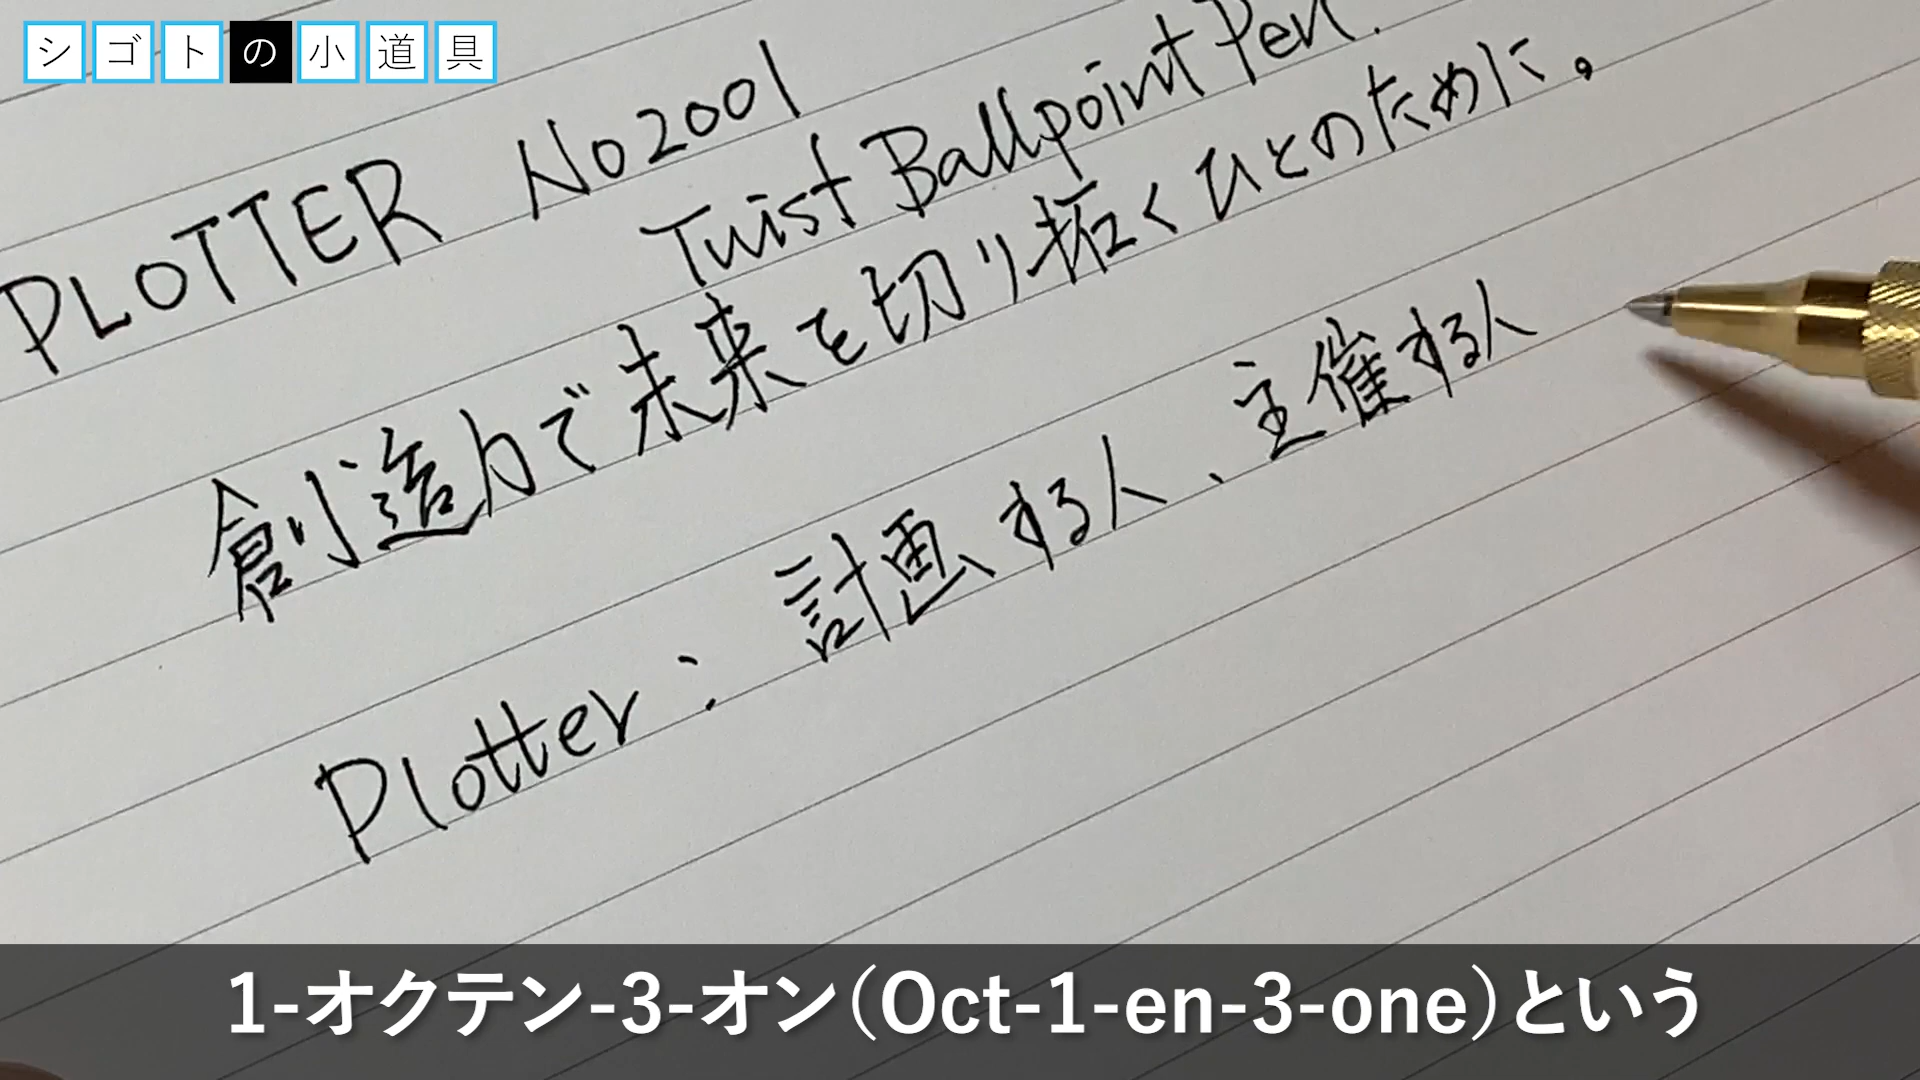 シゴトの小道具
PLOTTER No2001
Twist Ballpoint Pen.
創造力で未来を切り拓くひとのために。
Plotter：計画する人、主催する人
1-オクテン-3-オン（Oct-1-en-3-one）という